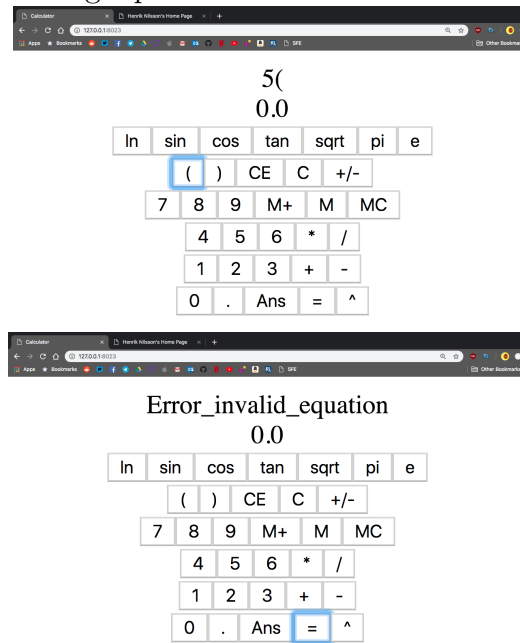 Calculator Henrik Nilsson's Home Page
127.0.0.1:8023
Apps Bookmarks SFE Other Bookmarks
5(
0.0
ln sin cos tan sqrt pi e
( ) CE C +/-
7 8 9 M+ M MC
4 5 6 * /
1 2 3 + -
0 . Ans = ^
Calculator Henrik Nilsson's Home Page
127.0.0.1:8023
Apps Bookmarks SFE Other Bookmarks
Error_invalid_equation
0.0
ln sin cos tan sqrt pi e
( ) CE C +/-
7 8 9 M+ M MC
4 5 6 * /
1 2 3 + -
0 . Ans = ^